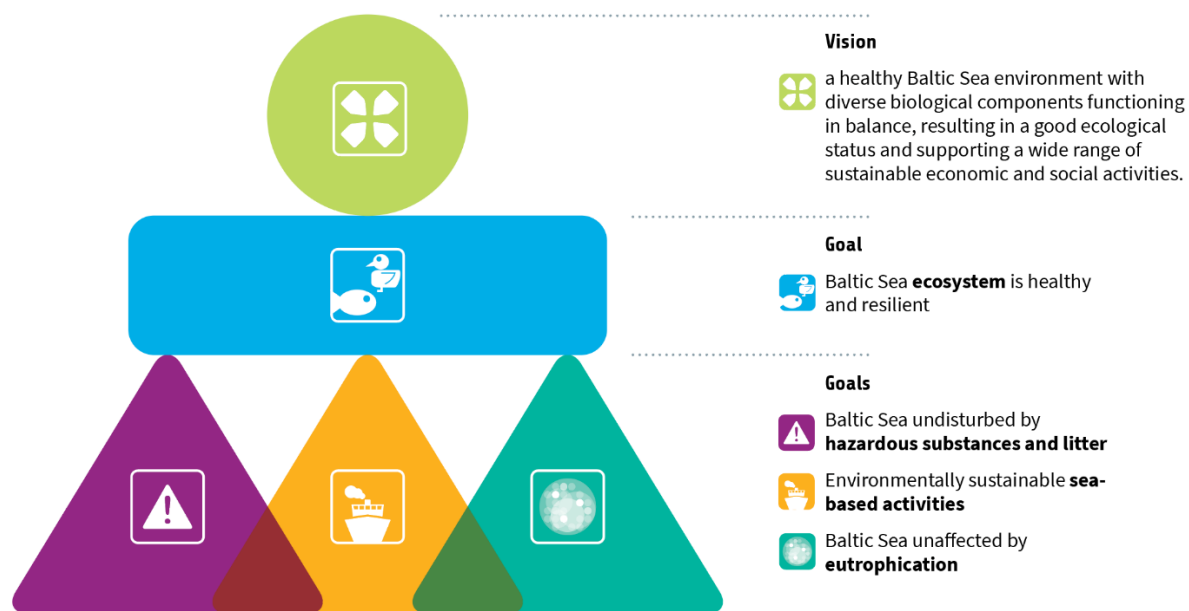 Vision
a healthy Baltic Sea environment with
diverse biological components functioning
in balance, resulting in a good ecological
status and supporting a wide range of
sustainable economic and social activities.
Goal
Baltic Sea ecosystem is healthy
and resilient
Goals
Baltic Sea undisturbed by
hazardous substances and litter
Environmentally sustainable sea-
based activities
Baltic Sea unaffected by
eutrophication